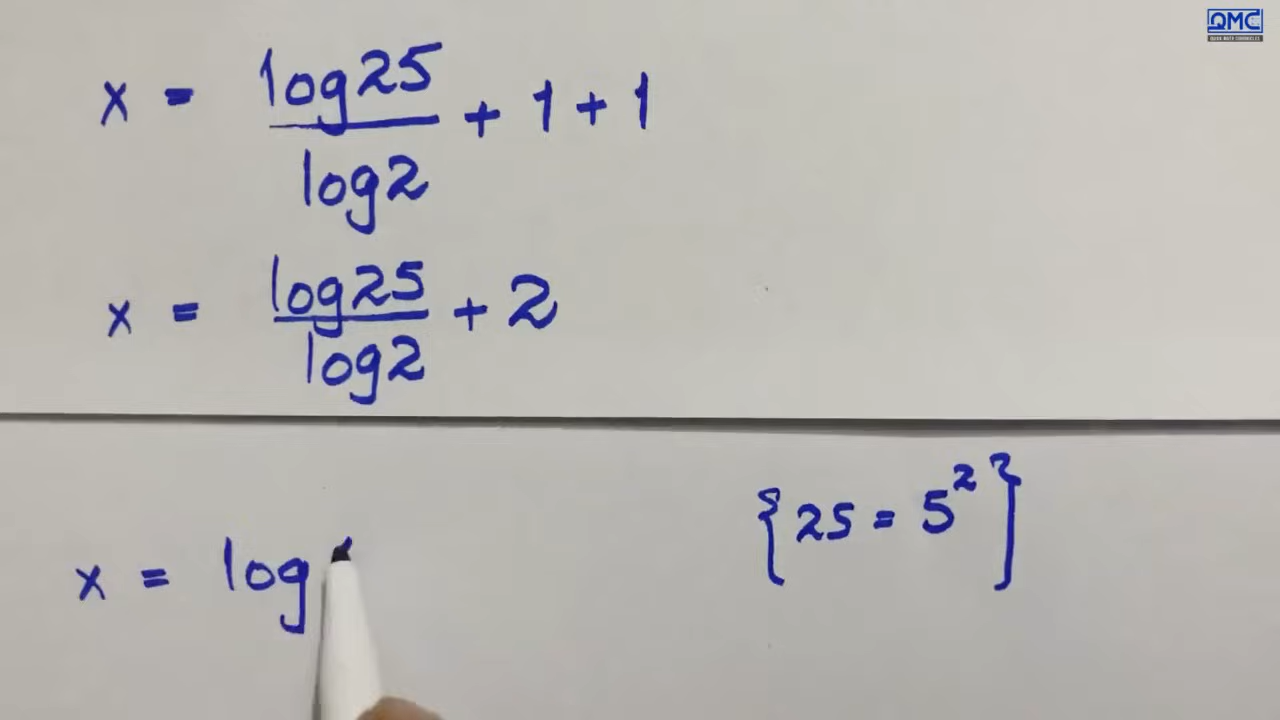 QMC
x = log25/log2 + 1 + 1
x = log25/log2 + 2
{25 = 5²}
x = log